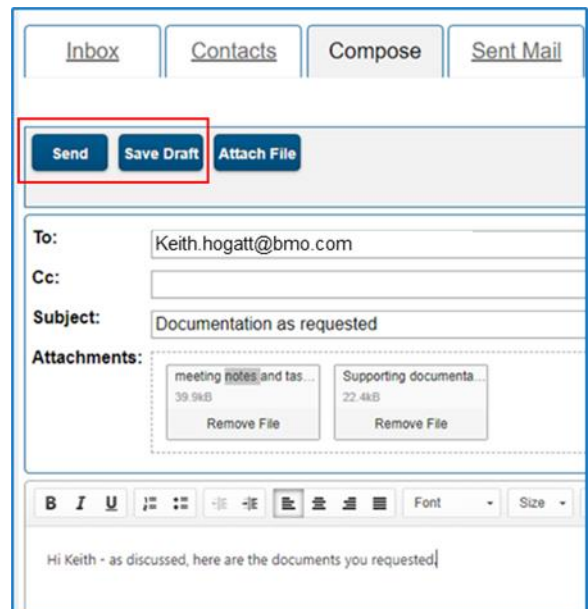 Inbox Contacts Compose Sent Mail
Send Save Draft Attach File
To: Keith.hogatt@bmo.com
Cc:
Subject: Documentation as requested
Attachments:
meeting notes and tas... Supporting documenta...
39.9kB 22.4kB
Remove File Remove File
B I U Font Size
Hi Keith - as discussed, here are the documents you requested.